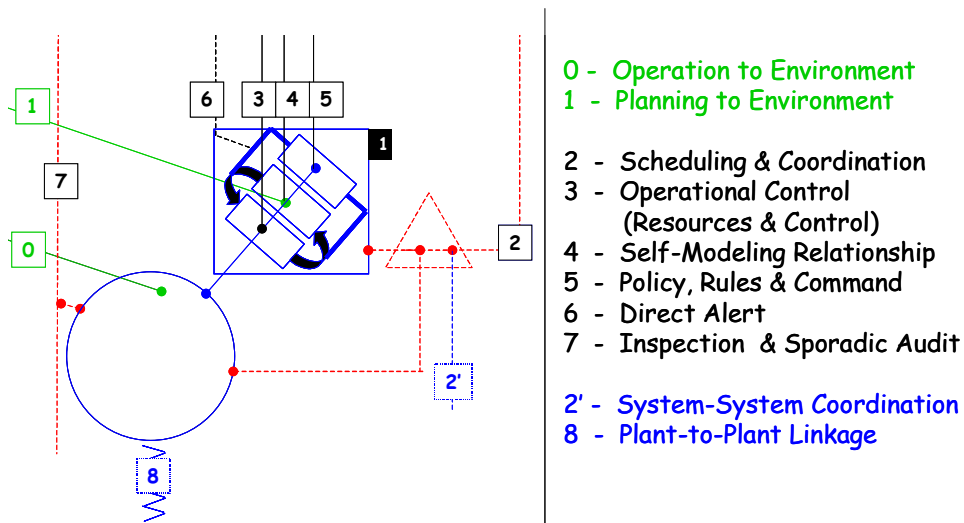 1
6 3 4 5
1
7
0
2
2'
8
0 - Operation to Environment
1 - Planning to Environment
2 - Scheduling & Coordination
3 - Operational Control
(Resources & Control)
4 - Self-Modeling Relationship
5 - Policy, Rules & Command
6 - Direct Alert
7 - Inspection & Sporadic Audit
2' - System-System Coordination
8 - Plant-to-Plant Linkage